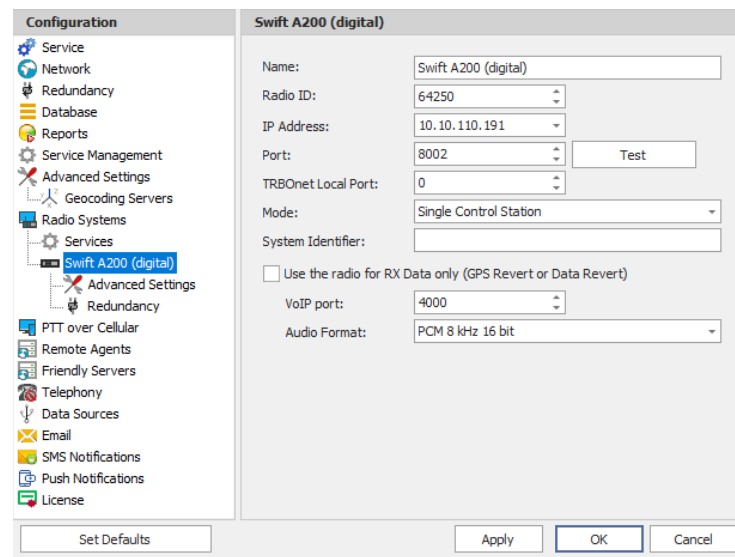 Configuration
Service
Network
Redundancy
Database
Reports
Service Management
Advanced Settings
Geocoding Servers
Radio Systems
Services
Swift A200 (digital)
Advanced Settings
Redundancy
PTT over Cellular
Remote Agents
Friendly Servers
Telephony
Data Sources
Email
SMS Notifications
Push Notifications
License
Set Defaults
Swift A200 (digital)
Name: Swift A200 (digital)
Radio ID: 64250
IP Address: 10.10.110.191
Port: 8002 Test
TRBOnet Local Port: 0
Mode: Single Control Station
System Identifier:
Use the radio for RX Data only (GPS Revert or Data Revert)
VoIP port: 4000
Audio Format: PCM 8 kHz 16 bit
Apply OK Cancel